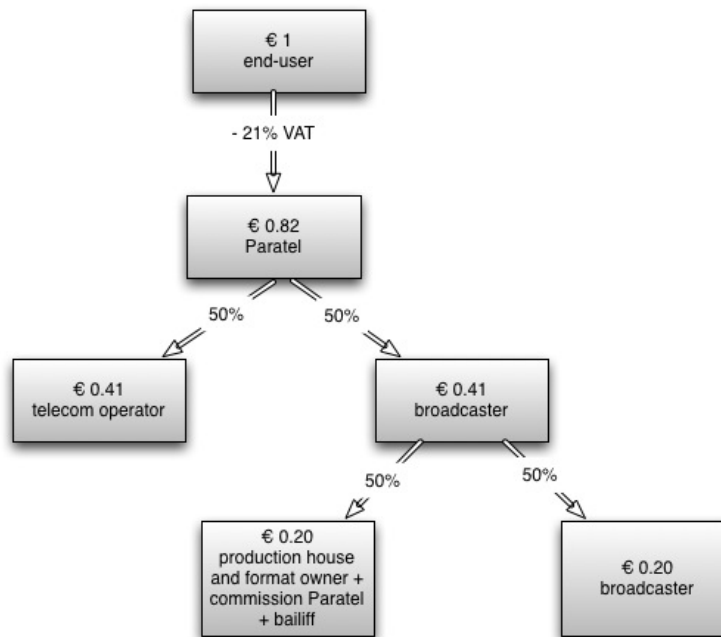 € 1
end-user
- 21% VAT
€ 0.82
Paratel
50%
50%
€ 0.41
telecom operator
€ 0.41
broadcaster
50%
50%
€ 0.20
production house
and format owner +
commission Paratel
+ bailiff
€ 0.20
broadcaster